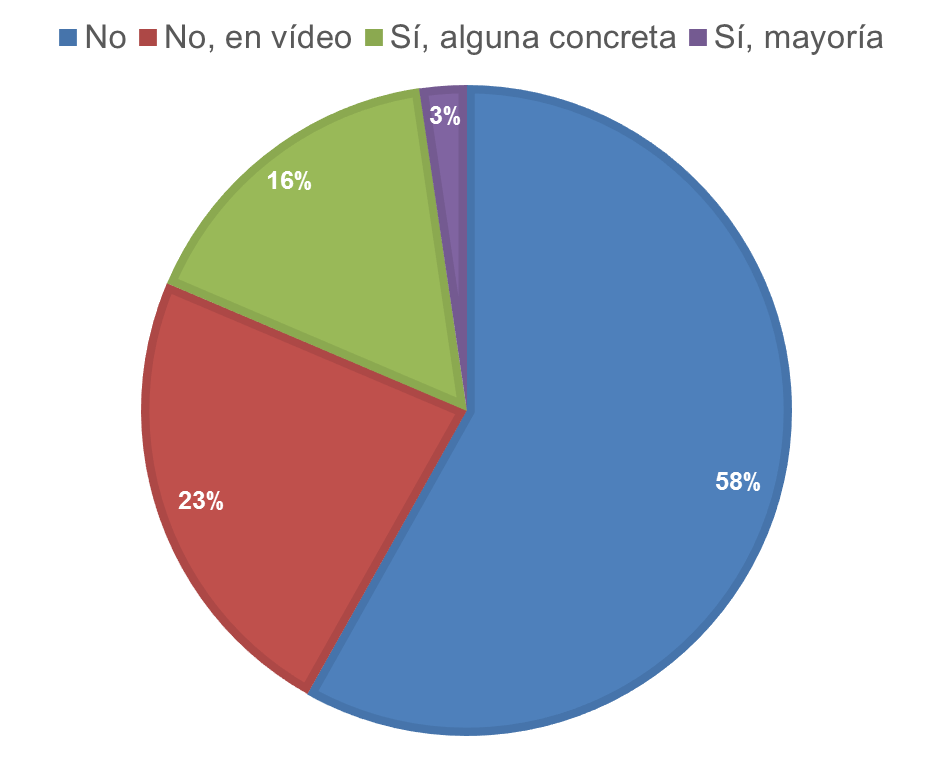 No No, en vídeo Sí, alguna concreta Sí, mayoría
3%
16%
58%
23%